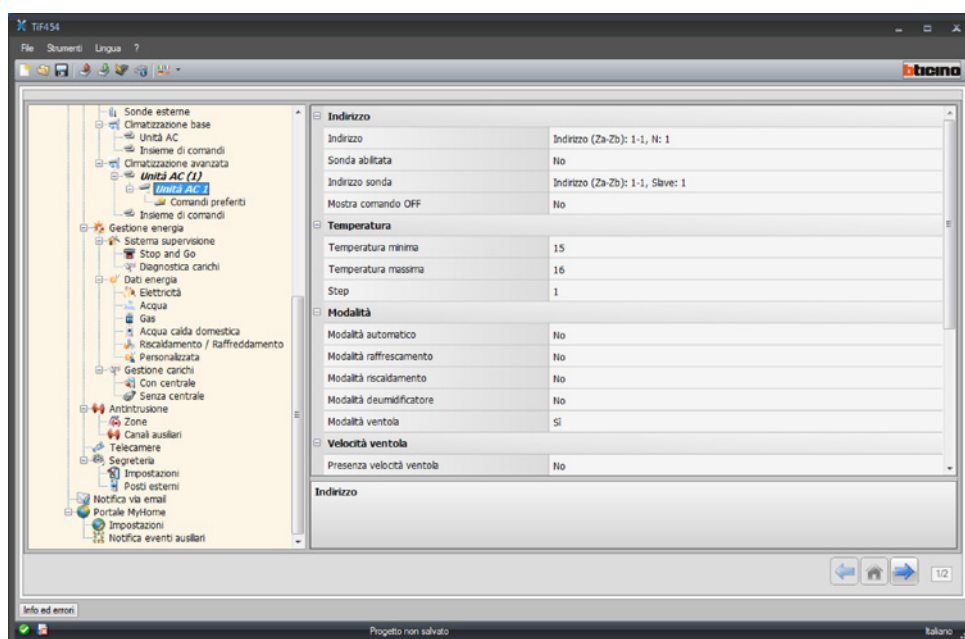 TiF454
File Strumenti Lingua ?
bticino
Sonde esterne
Climatizzazione base
Unità AC
Insieme di comandi
Climatizzazione avanzata
Unità AC (1)
Unità AC 1
Comandi preferiti
Insieme di comandi
Gestione energia
Sistema supervisione
Stop and Go
Diagnostica carichi
Dati energia
Elettricità
Acqua
Gas
Acqua calda domestica
Riscaldamento / Raffreddamento
Personalizzata
Gestione carichi
Con centrale
Senza centrale
Antintrusione
Zone
Canali ausiliari
Telecamere
Segreteria
Impostazioni
Posti esterni
Notifica via email
Portale MyHome
Impostazioni
Notifica eventi ausiliari
Indirizzo
Indirizzo Indirizzo (Za-Zb): 1-1, N: 1
Sonda abilitata No
Indirizzo sonda Indirizzo (Za-Zb): 1-1, Slave: 1
Mostra comando OFF No
Temperatura
Temperatura minima 15
Temperatura massima 16
Step 1
Modalità
Modalità automatico No
Modalità raffrescamento No
Modalità riscaldamento No
Modalità deumidificatore No
Modalità ventola Sì
Velocità ventola
Presenza velocità ventola No
Indirizzo
1/2
Info ed errori
Progetto non salvato Italiano